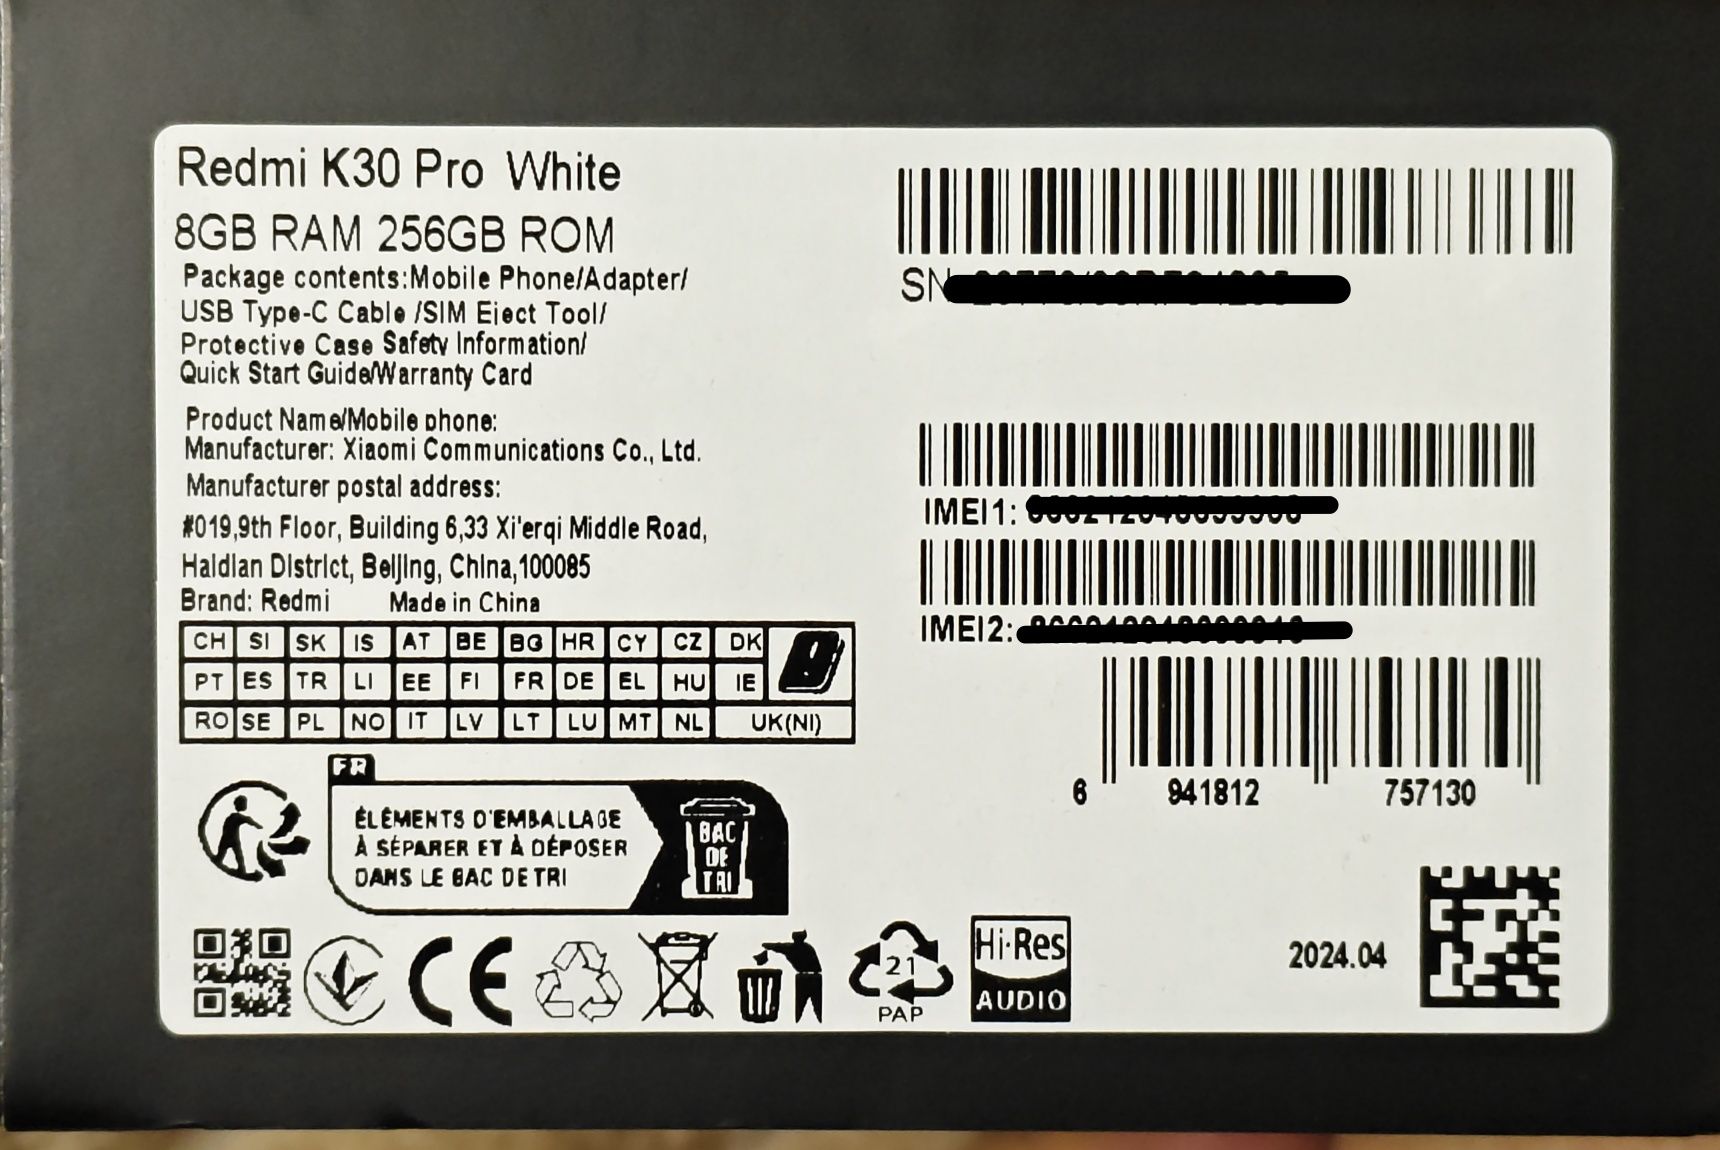 Redmi K30 Pro White
8GB RAM 256GB ROM
Package contents:Mobile Phone/Adapter/
USB Type-C Cable /SIM Eject Tool/
Protective Case Safety Information/
Quick Start Guide/Warranty Card
Product Name/Mobile phone:
Manufacturer: Xiaomi Communications Co., Ltd.
Manufacturer postal address:
#019,9th Floor, Building 6,33 Xi'erqi Middle Road,
Haidian District, Beijing, China,100085
Brand: Redmi Made in China
CH SI SK IS AT BE BG HR CY CZ DK
PT ES TR LI EE FI FR DE EL HU IE
RO SE PL NO IT LV LT LU MT NL UK(NI)
FR
ÉLÉMENTS D'EMBALLAGE
À SÉPARER ET À DÉPOSER
DANS LE BAC DE TRI
BAC
DE
TRI
CE
21
PAP
Hi-Res
AUDIO
SN
IMEI1:
IMEI2:
6 941812 757130
2024.04